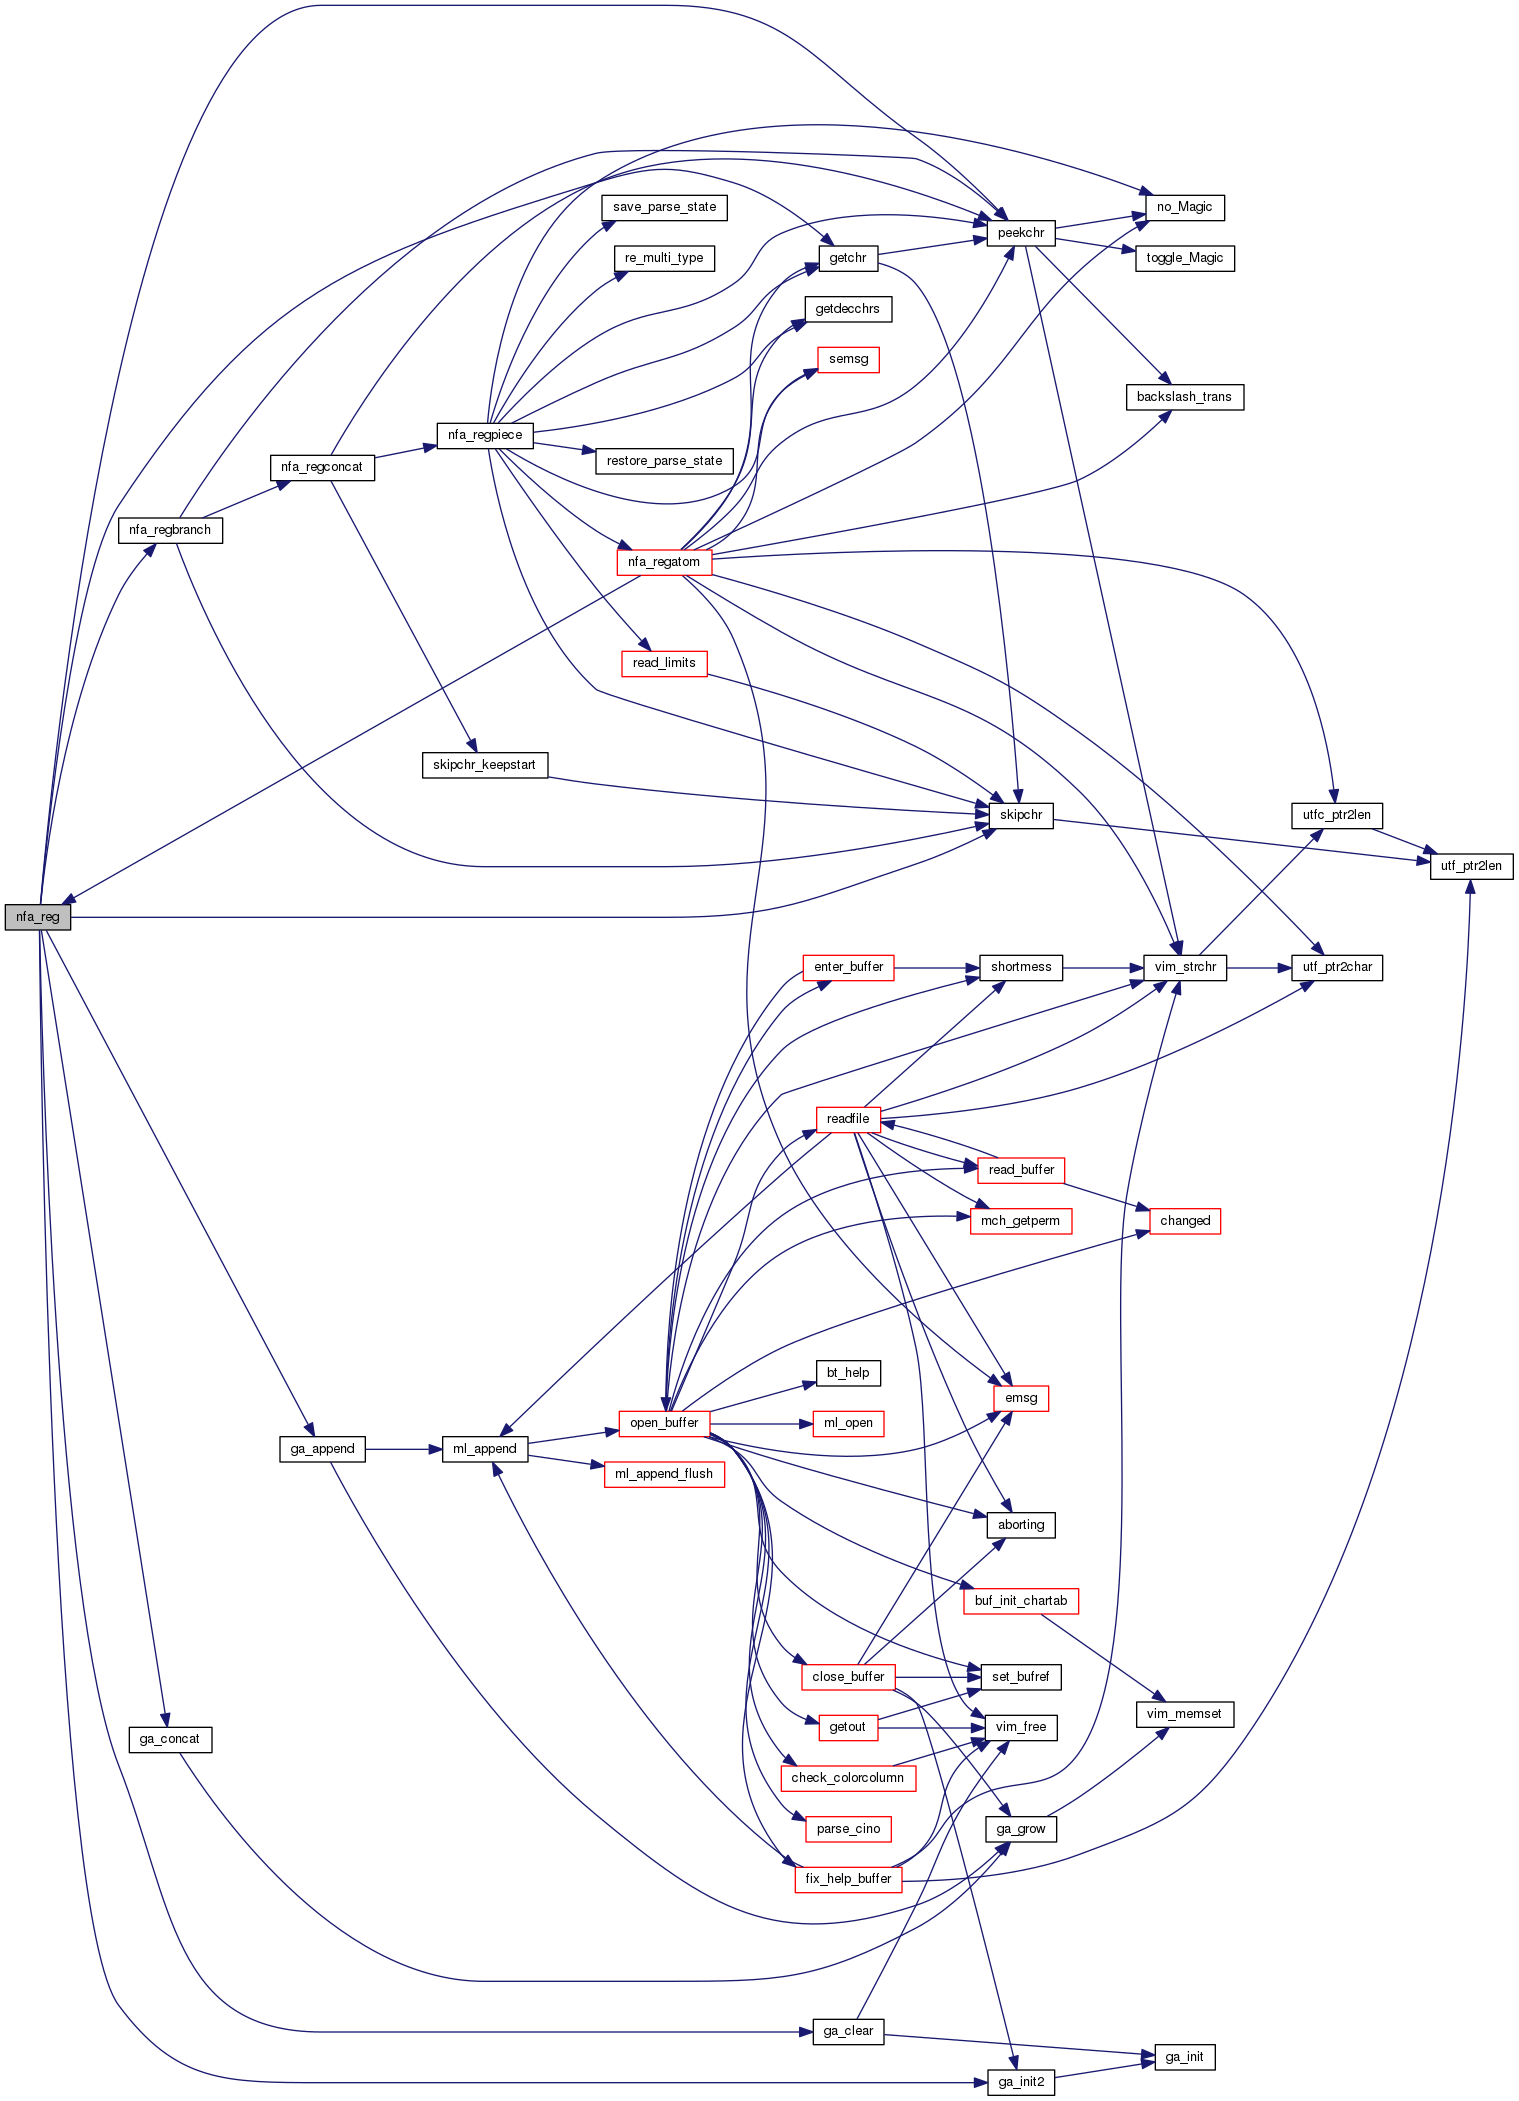 save_parse_state
no_Magic
peekchr
re_multi_type
getchr
toggle_Magic
getdecchrs
semsg
backslash_trans
nfa_regpiece
restore_parse_state
nfa_regconcat
nfa_regbranch
nfa_regatom
read_limits
skipchr_keepstart
skipchr
utfc_ptr2len
utf_ptr2len
nfa_reg
enter_buffer
shortmess
vim_strchr
utf_ptr2char
readfile
read_buffer
mch_getperm
changed
bt_help
emsg
open_buffer
ml_open
ga_append
ml_append
ml_append_flush
aborting
buf_init_chartab
close_buffer
set_bufref
vim_memset
getout
vim_free
ga_concat
check_colorcolumn
parse_cino
ga_grow
fix_help_buffer
ga_clear
ga_init
ga_init2